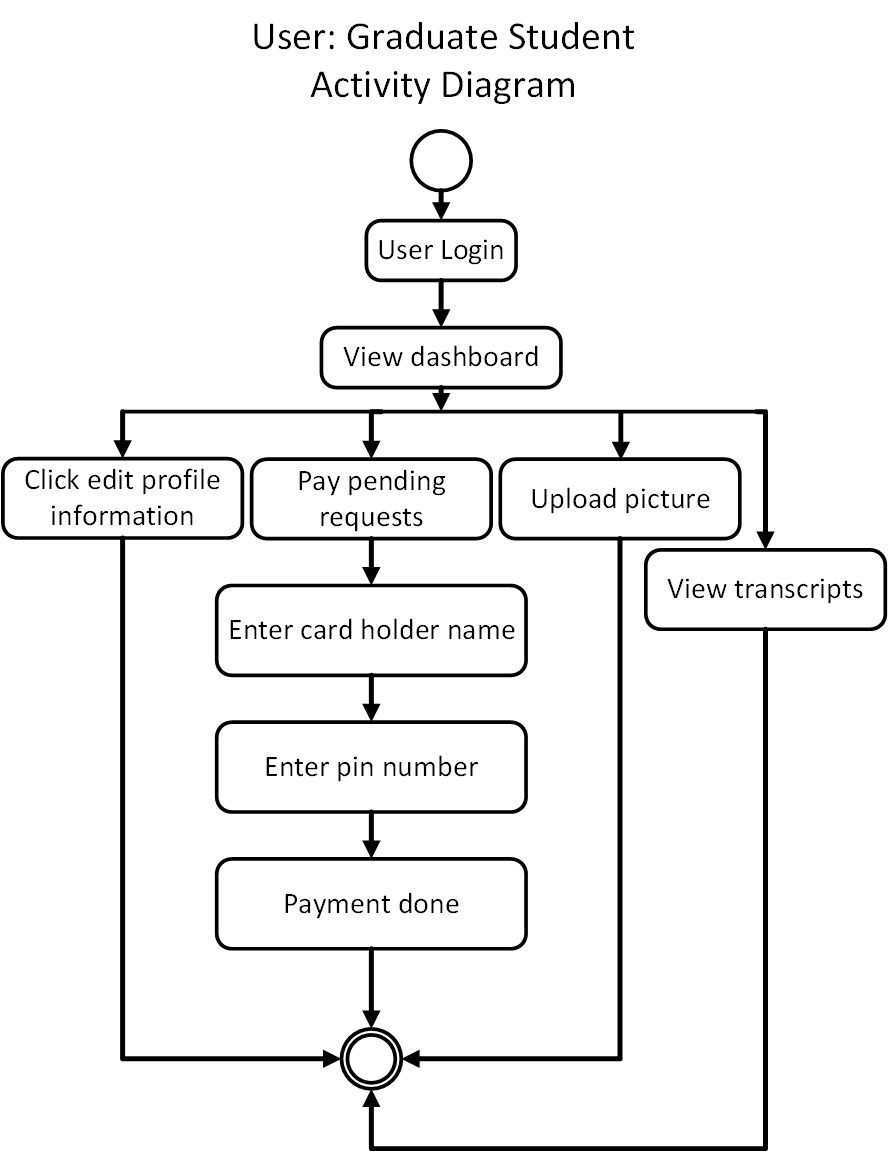 User: Graduate Student
Activity Diagram
User Login
View dashboard
Click edit profile
information
Pay pending
requests
Upload picture
View transcripts
Enter card holder name
Enter pin number
Payment done